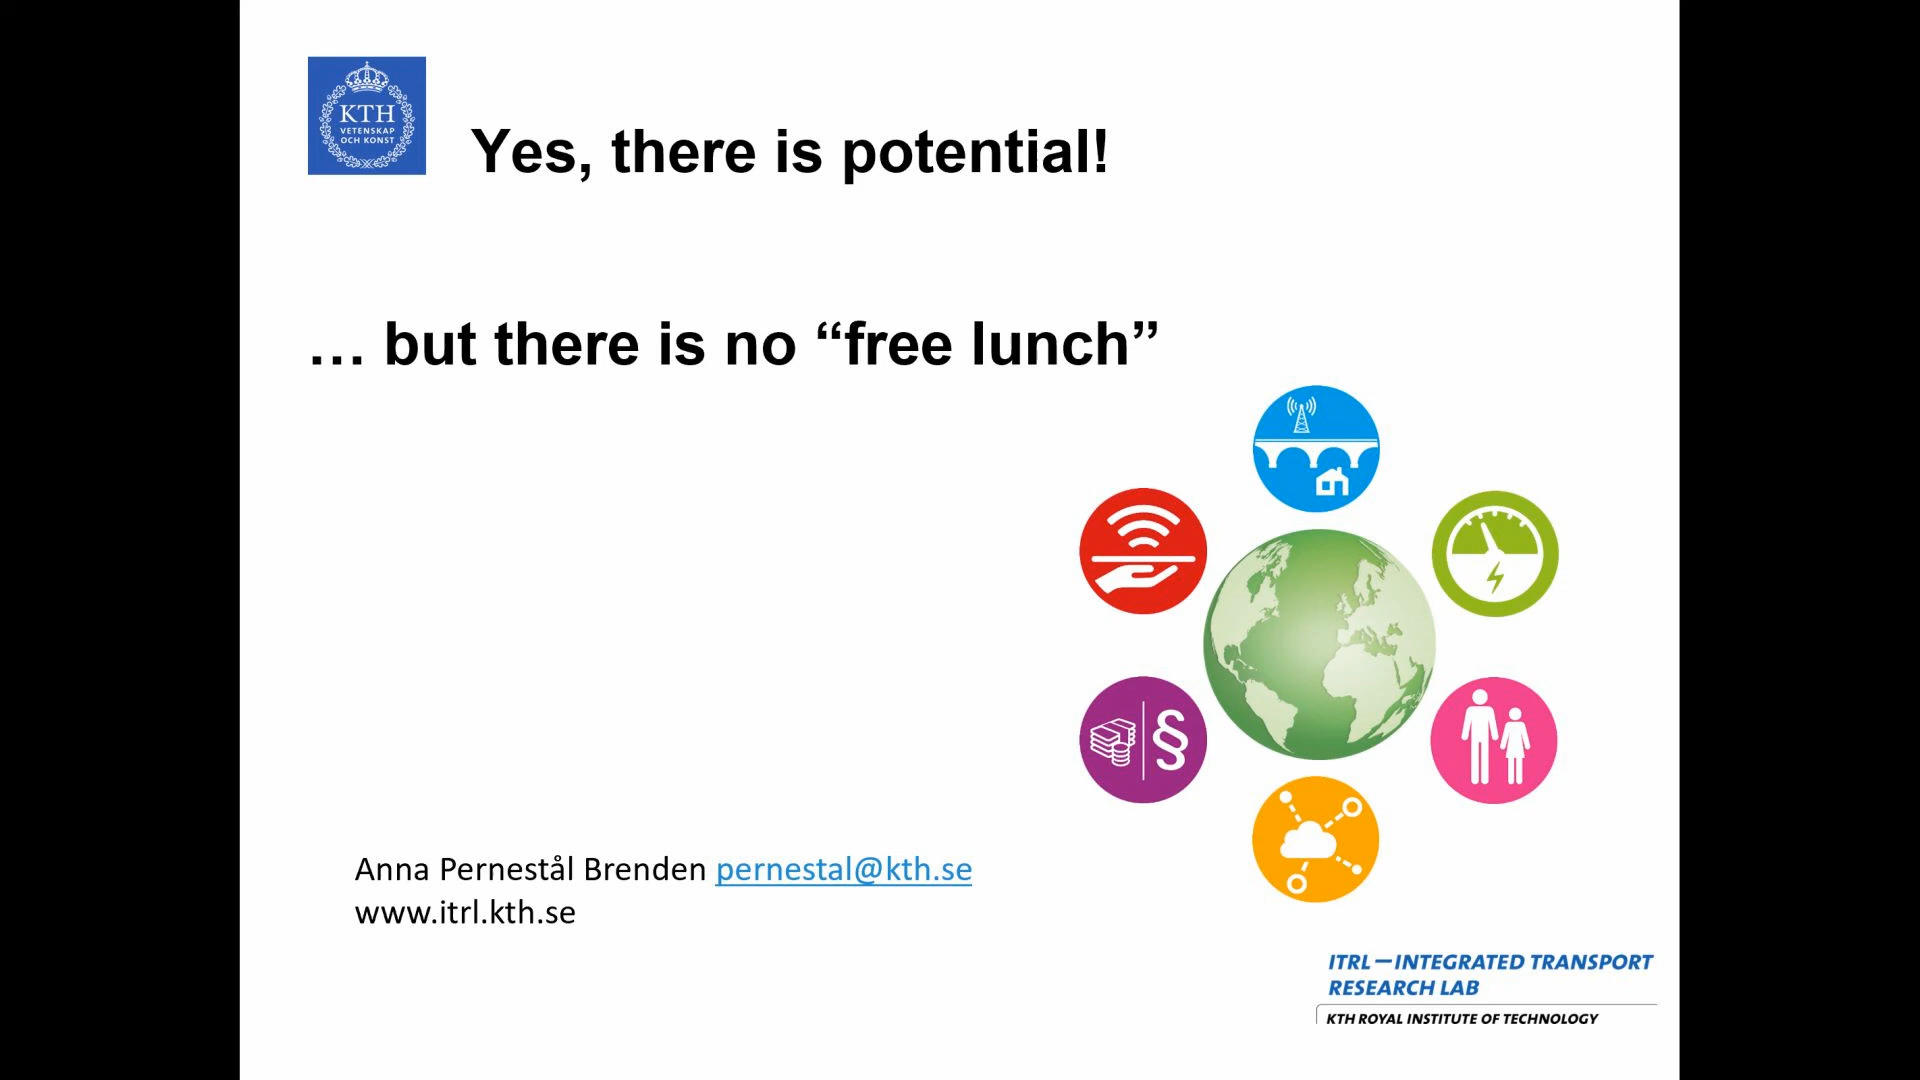 KTH
VETENSKAP
OCH KONST
Yes, there is potential!
… but there is no “free lunch”
§
Anna Pernestål Brenden pernestal@kth.se
www.itrl.kth.se
ITRL – INTEGRATED TRANSPORT
RESEARCH LAB
KTH ROYAL INSTITUTE OF TECHNOLOGY